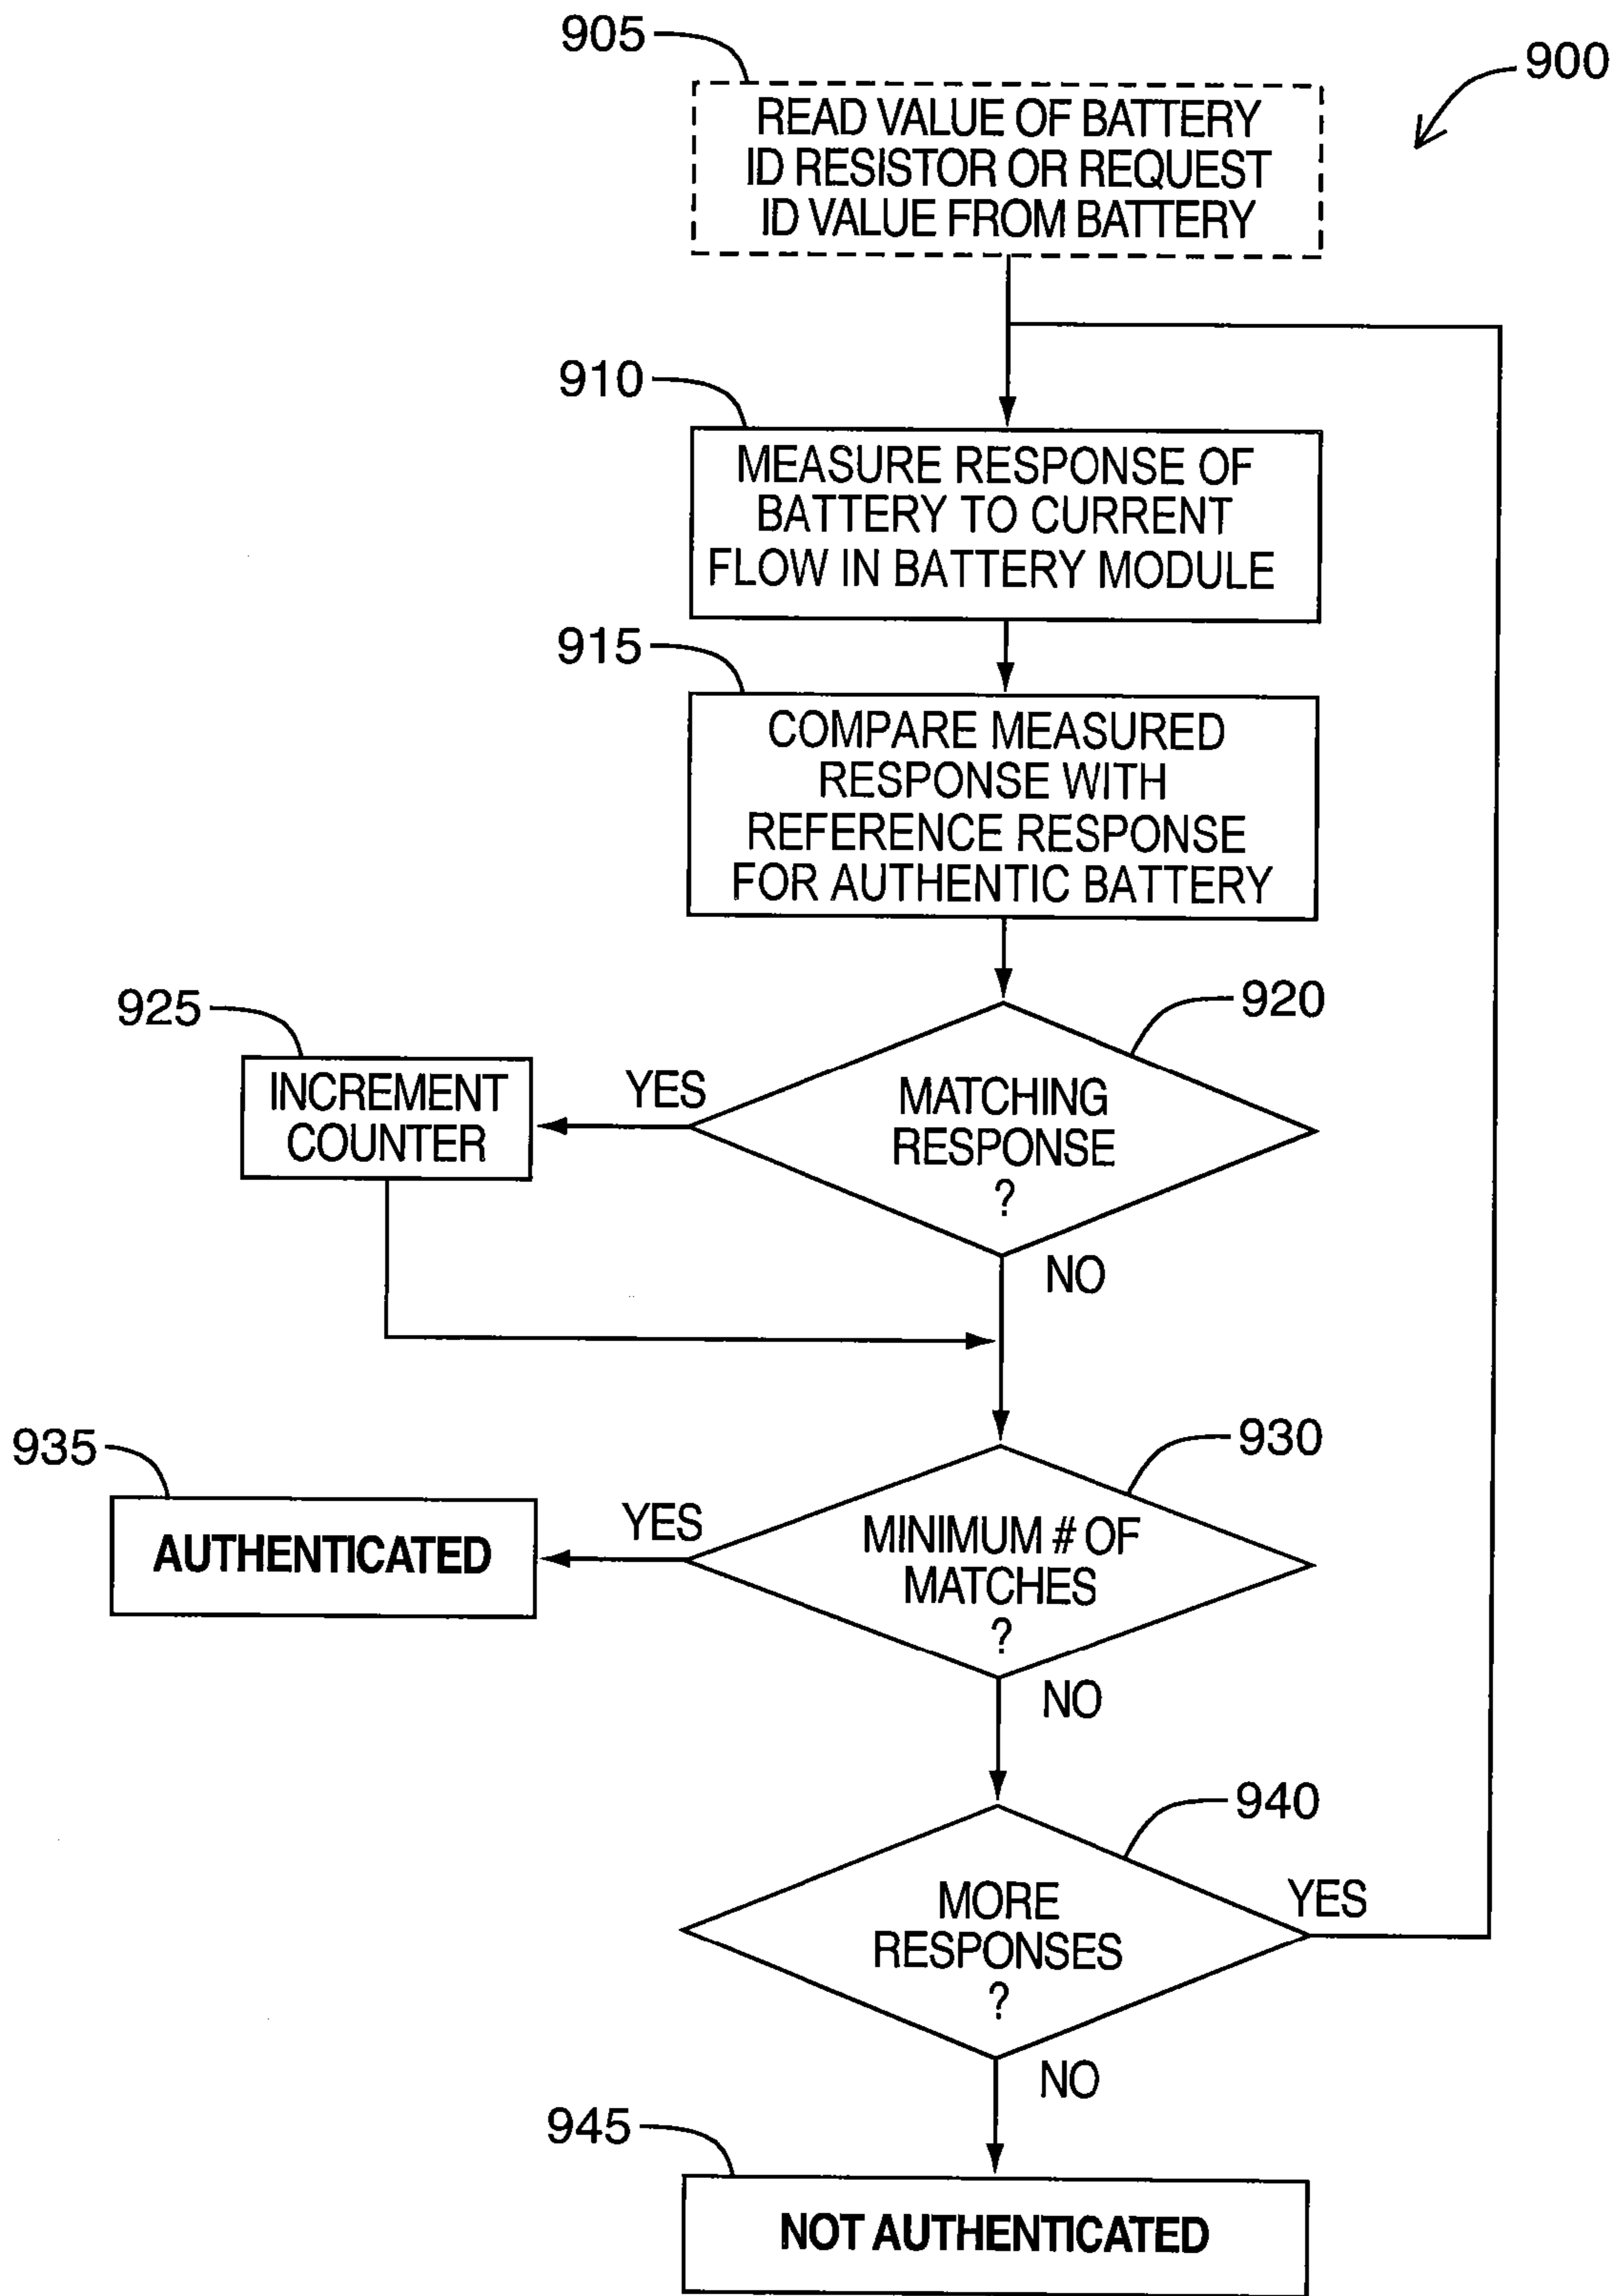 905
900
READ VALUE OF BATTERY
ID RESISTOR OR REQUEST
ID VALUE FROM BATTERY
910
MEASURE RESPONSE OF
BATTERY TO CURRENT
FLOW IN BATTERY MODULE
915
COMPARE MEASURED
RESPONSE WITH
REFERENCE RESPONSE
FOR AUTHENTIC BATTERY
920
925
INCREMENT
COUNTER
YES
MATCHING
RESPONSE
?
NO
930
935
AUTHENTICATED
YES
MINIMUM # OF
MATCHES
?
NO
940
MORE
RESPONSES
?
YES
NO
945
NOT AUTHENTICATED